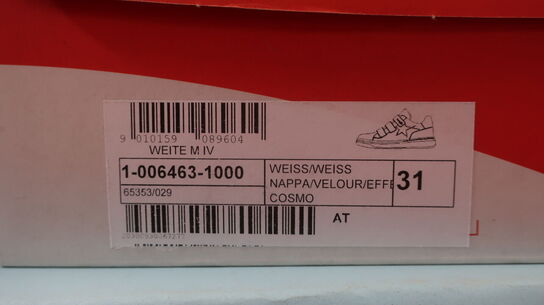 9 010159 089604
WEITE M IV
1-006463-1000
65353/029
WEISS/WEISS
NAPPA/VELOUR/EFFE
COSMO
31
AT